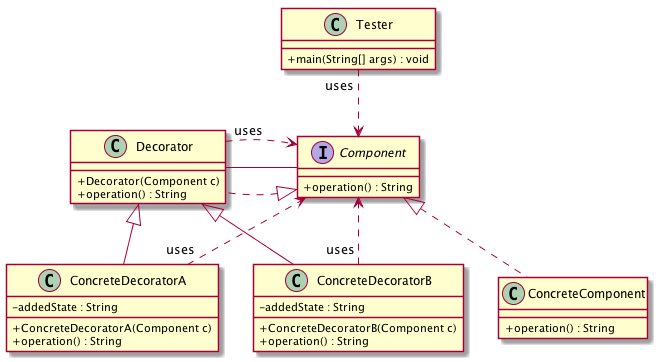 C Tester
+main(String[] args) : void
uses
C Decorator
+Decorator(Component c)
+operation() : String
uses
I Component
+operation() : String
uses
uses
C ConcreteDecoratorA
-addedState : String
+ConcreteDecoratorA(Component c)
+operation() : String
C ConcreteDecoratorB
-addedState : String
+ConcreteDecoratorB(Component c)
+operation() : String
C ConcreteComponent
+operation() : String